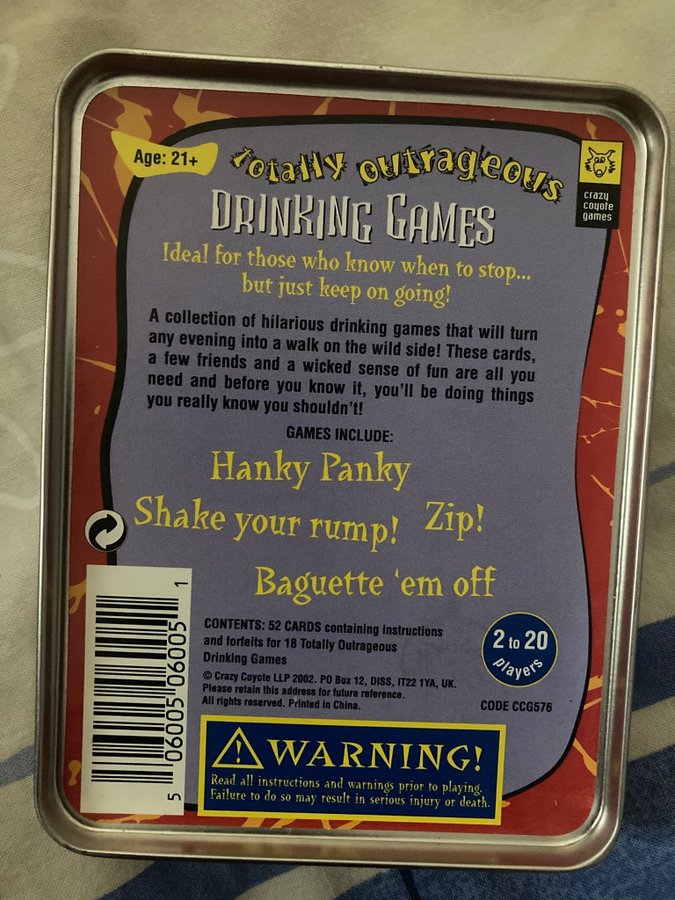 Age: 21+
totally outrageous
DRINKING GAMES
crazy
coyote
games
Ideal for those who know when to stop...
but just keep on going!
A collection of hilarious drinking games that will turn
any evening into a walk on the wild side! These cards,
a few friends and a wicked sense of fun are all you
need and before you know it, you'll be doing things
you really know you shouldn't!
GAMES INCLUDE:
Hanky Panky
Shake your rump! Zip!
Baguette 'em off
CONTENTS: 52 CARDS containing instructions
and forfeits for 18 Totally Outrageous
Drinking Games
2 to 20
players
© Crazy Coyote LLP 2002. PO Box 12, DISS, IT22 1YA, UK.
Please retain this address for future reference.
All rights reserved. Printed in China.
CODE CCG576
5 06005 06005 1
WARNING!
Read all instructions and warnings prior to playing.
Failure to do so may result in serious injury or death.